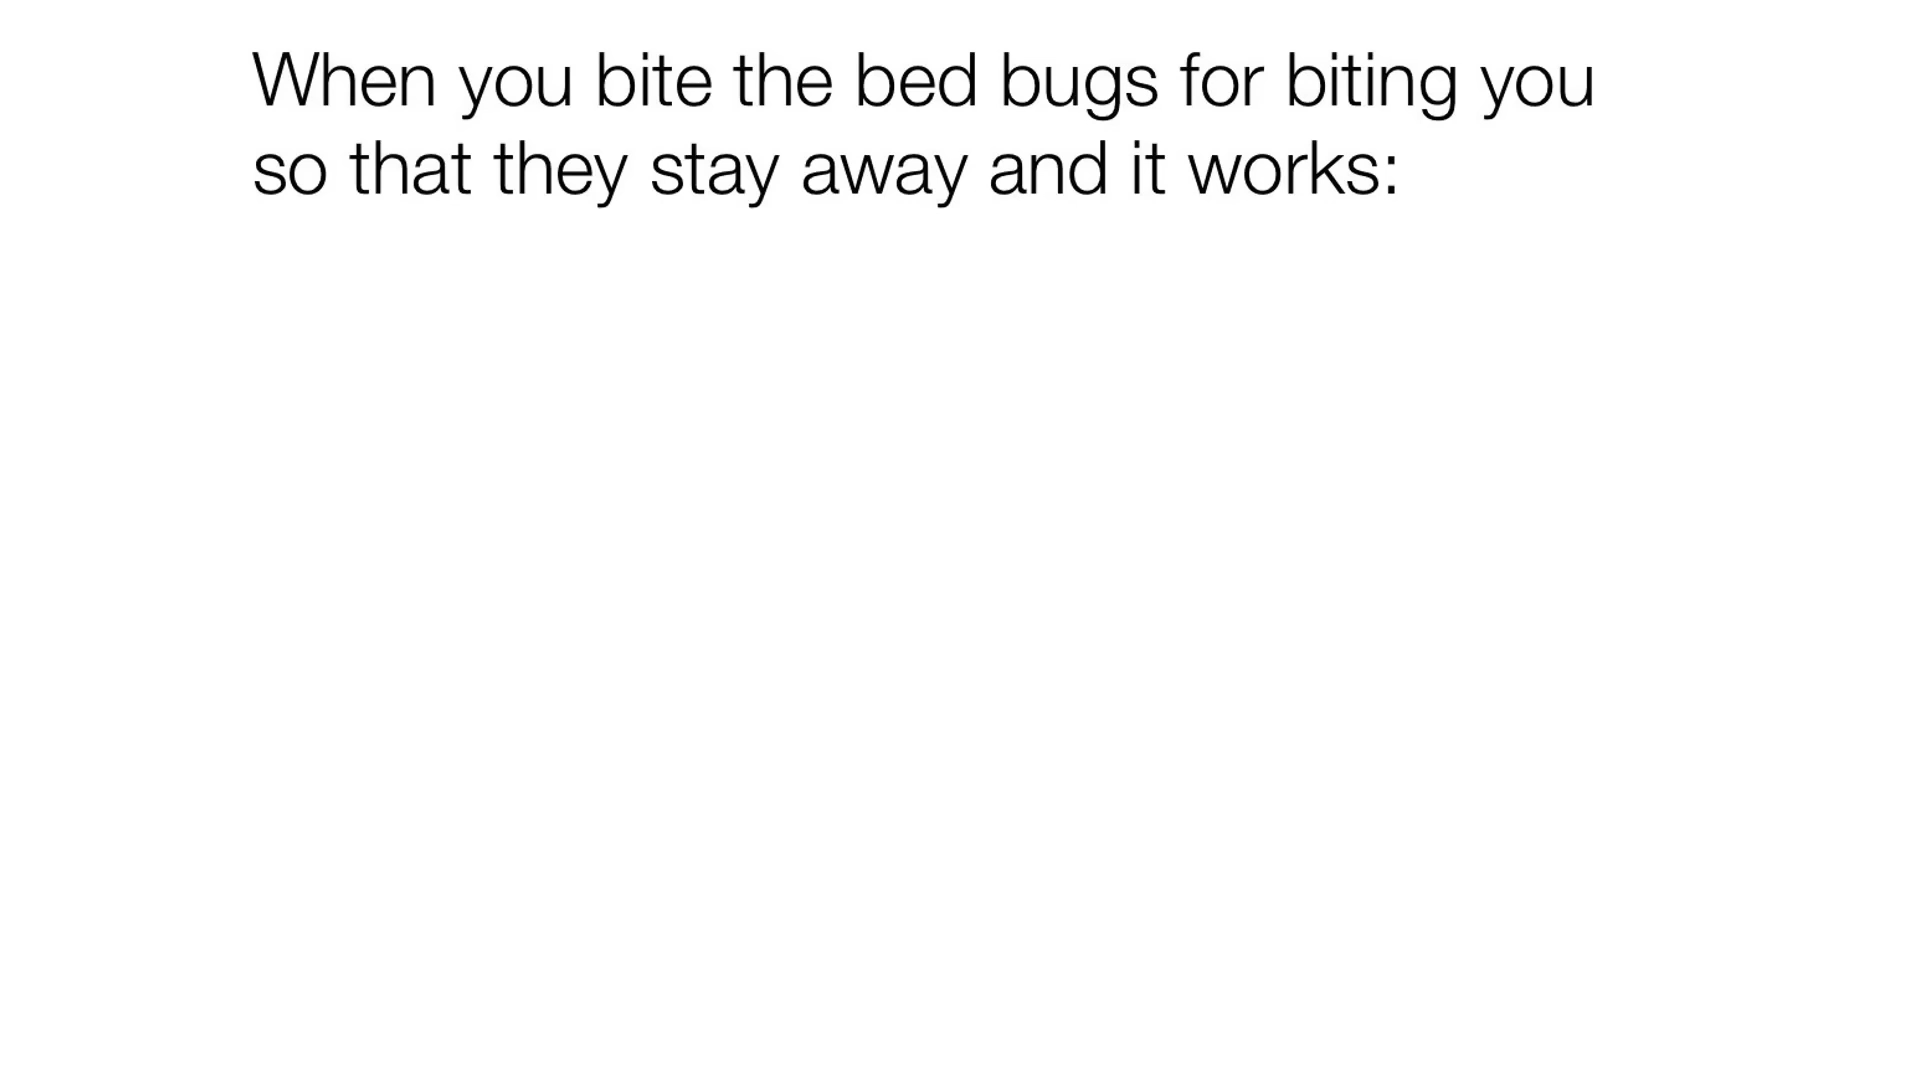 When you bite the bed bugs for biting you
so that they stay away and it works: